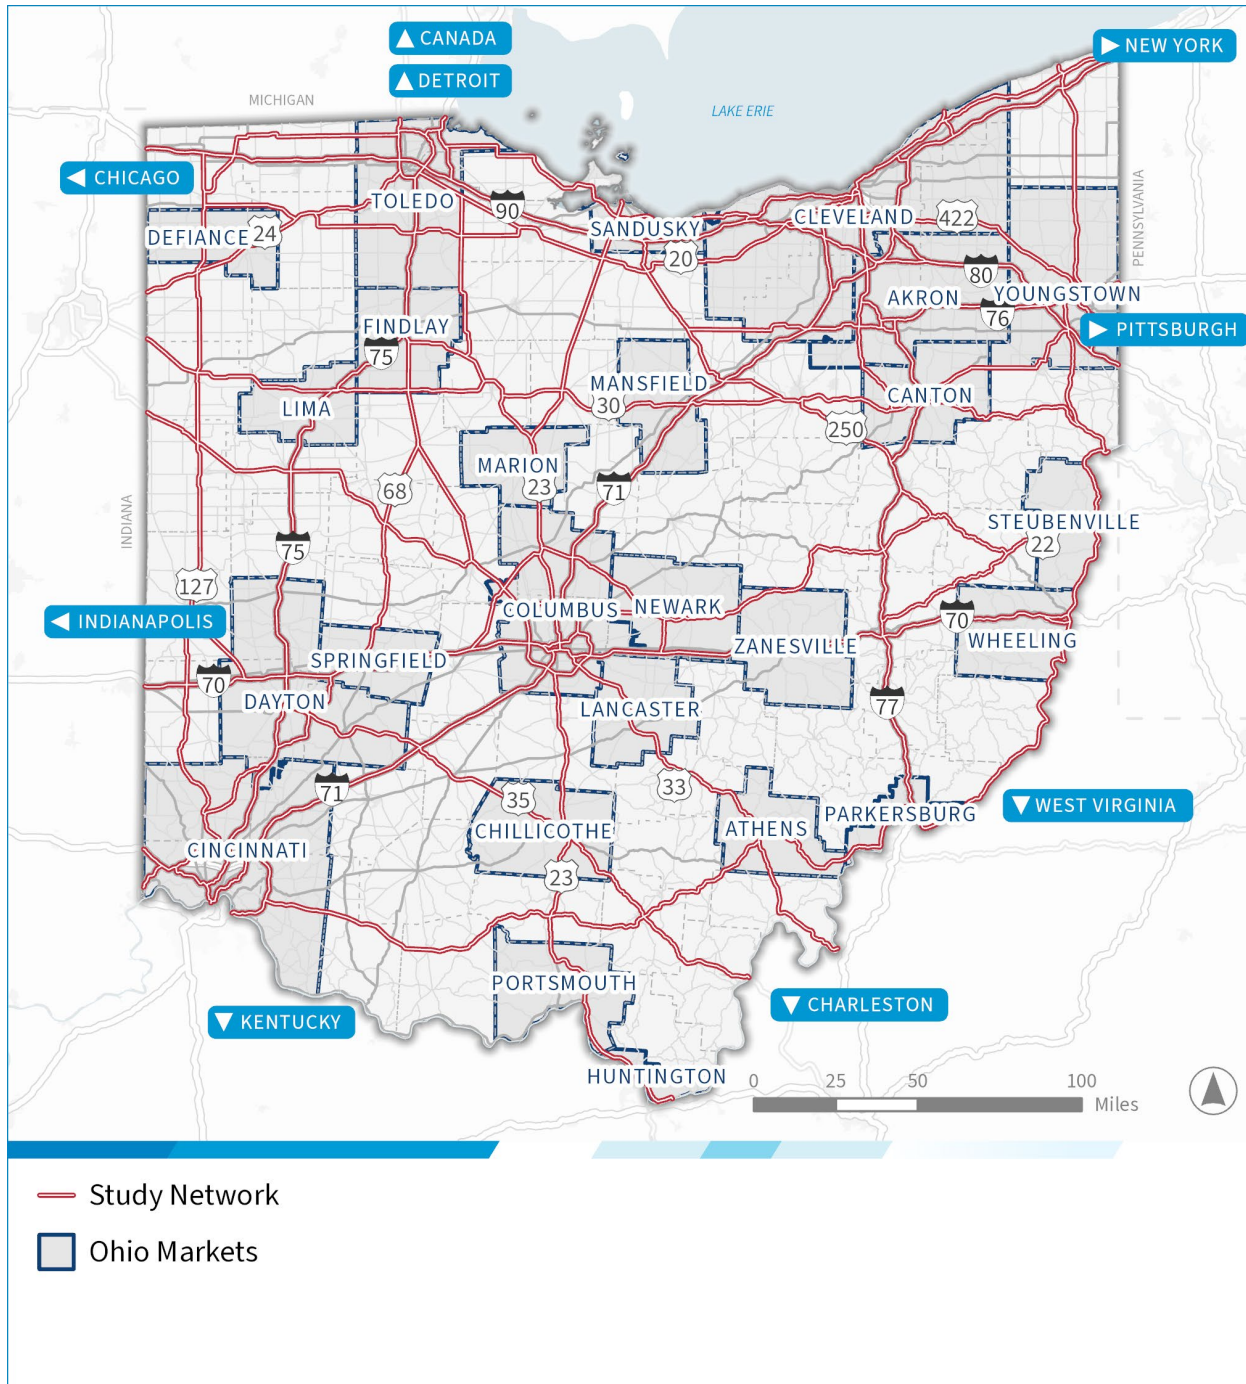 CANADA
DETROIT
NEW YORK
MICHIGAN
LAKE ERIE
CHICAGO
PENNSYLVANIA
TOLEDO
90
SANDUSKY
CLEVELAND
422
DEFIANCE
24
20
80
AKRON
YOUNGSTOWN
76
PITTSBURGH
FINDLAY
75
MANSFIELD
30
CANTON
LIMA
250
MARION
23
68
71
INDIANA
STEUBENVILLE
22
75
127
COLUMBUS
NEWARK
70
INDIANAPOLIS
ZANESVILLE
WHEELING
SPRINGFIELD
70
DAYTON
LANCASTER
77
71
35
33
WEST VIRGINIA
PARKERSBURG
CHILLICOTHE
ATHENS
CINCINNATI
23
PORTSMOUTH
CHARLESTON
KENTUCKY
HUNTINGTON
0 25 50 100
Miles
Study Network
Ohio Markets